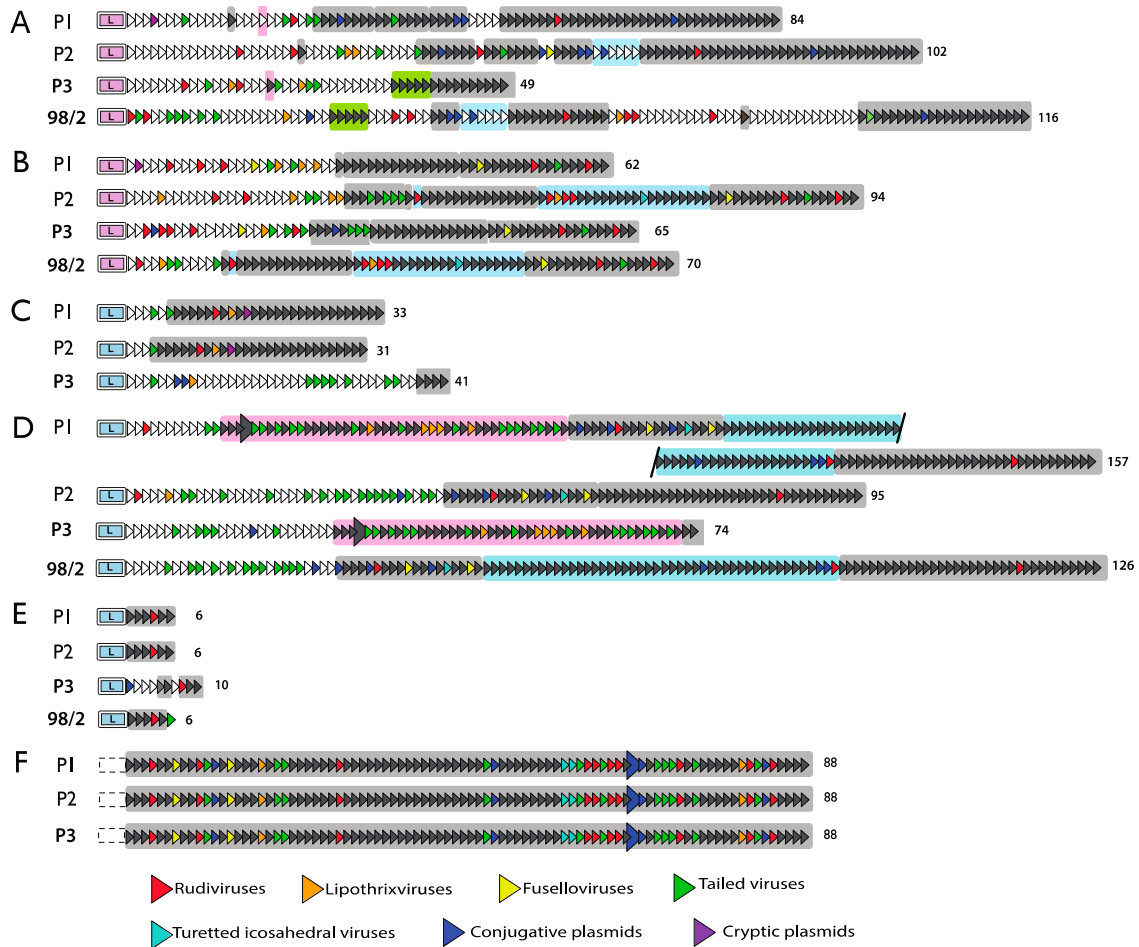 A P1 L 84
P2 L 102
P3 L 49
98/2 L 116
B P1 L 62
P2 L 94
P3 L 65
98/2 L 70
C P1 L 33
P2 L 31
P3 L 41
D P1 L
157
P2 L 95
P3 L 74
98/2 L 126
E P1 L 6
P2 L 6
P3 L 10
98/2 L 6
F P1 88
P2 88
P3 88
Rudiviruses Lipothrixviruses Fuselloviruses Tailed viruses
Turetted icosahedral viruses Conjugative plasmids Cryptic plasmids